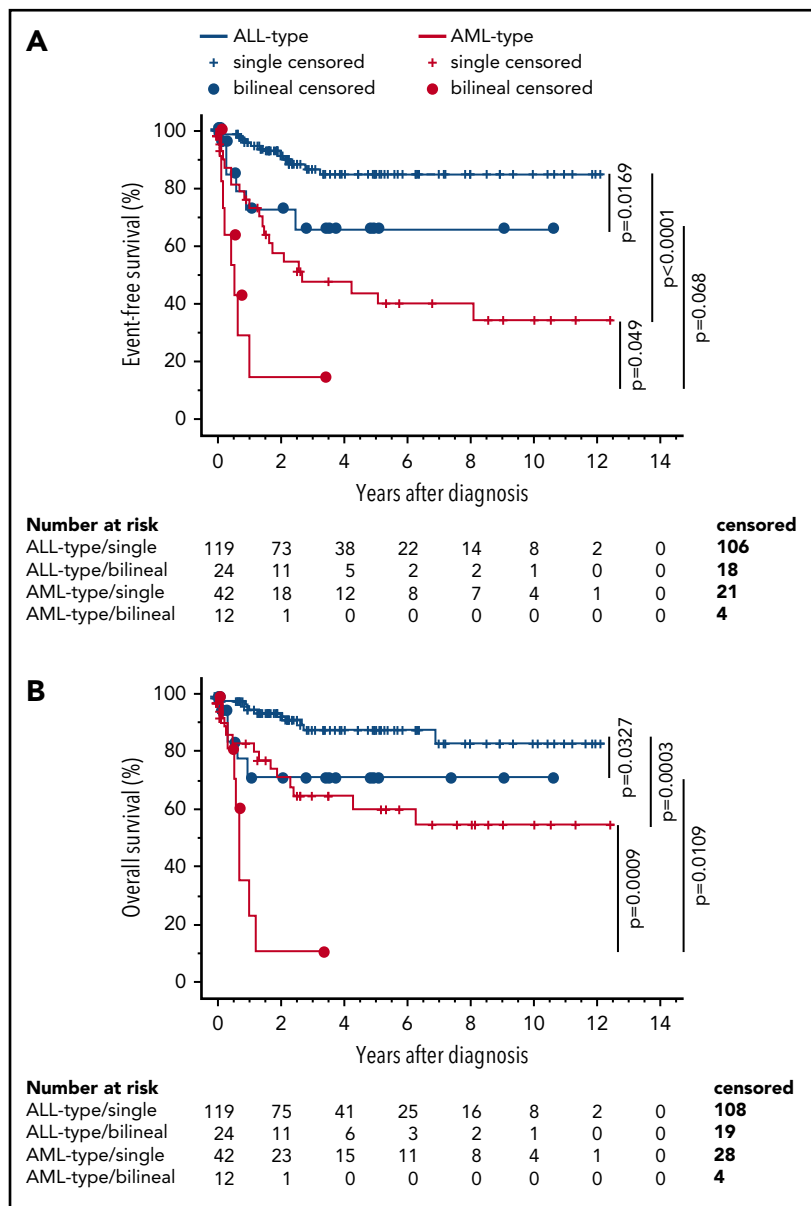 A
ALL-type AML-type
single censored single censored
bilineal censored bilineal censored
Event-free survival (%)
100
80
60
40
20
0
p=0.0169
p<0.0001
p=0.068
p=0.049
0 2 4 6 8 10 12 14
Years after diagnosis
Number at risk censored
ALL-type/single 119 73 38 22 14 8 2 0 106
ALL-type/bilineal 24 11 5 2 2 1 0 0 18
AML-type/single 42 18 12 8 7 4 1 0 21
AML-type/bilineal 12 1 0 0 0 0 0 0 4
B
Overall survival (%)
100
80
60
40
20
0
p=0.0327
p=0.0003
p=0.0109
p=0.0009
0 2 4 6 8 10 12 14
Years after diagnosis
Number at risk censored
ALL-type/single 119 75 41 25 16 8 2 0 108
ALL-type/bilineal 24 11 6 3 2 1 0 0 19
AML-type/single 42 23 15 11 8 4 1 0 28
AML-type/bilineal 12 1 0 0 0 0 0 0 4